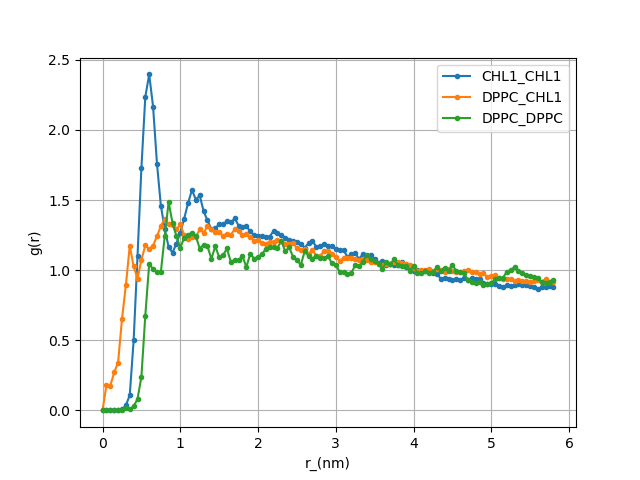 CHL1_CHL1
DPPC_CHL1
DPPC_DPPC
2.5
2.0
1.5
1.0
0.5
0.0
g(r)
0 1 2 3 4 5 6
r_(nm)